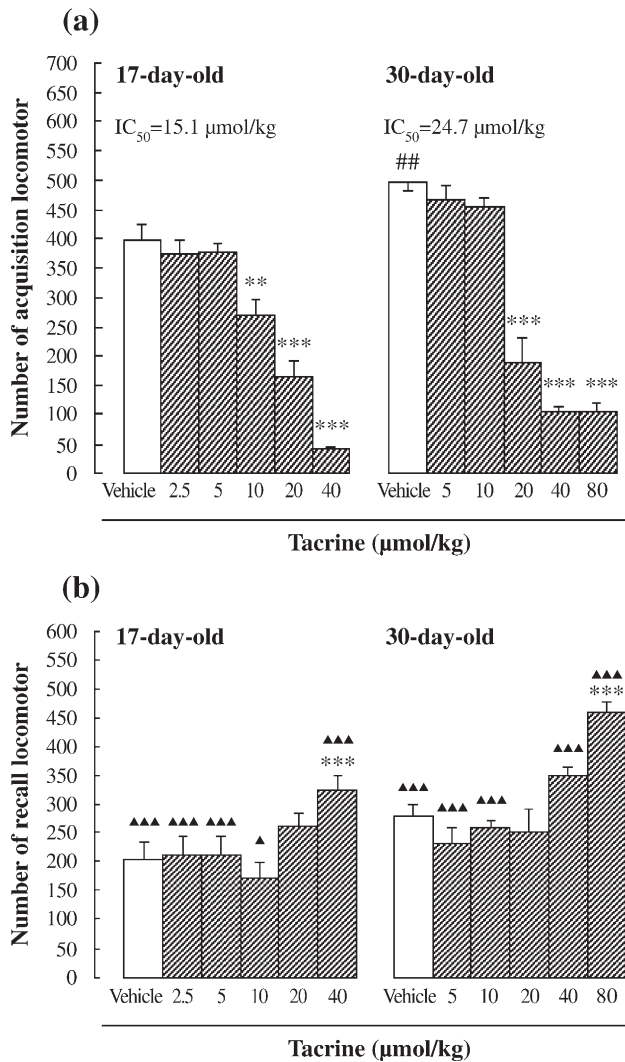 (a)
17-day-old 30-day-old
IC50=15.1 µmol/kg IC50=24.7 µmol/kg
Number of acquisition locomotor
700
650
600
550
500
450
400
350
300
250
200
150
100
50
0
##
** *** ***
*** *** ***
Vehicle 2.5 5 10 20 40 Vehicle 5 10 20 40 80
Tacrine (µmol/kg)
(b)
17-day-old 30-day-old
Number of recall locomotor
600
550
500
450
400
350
300
250
200
150
100
50
0
▲▲▲ ▲▲▲ ▲▲▲ ▲ ▲▲▲
***
▲▲▲ ▲▲▲ ▲▲▲ ▲▲▲ ▲▲▲
***
Vehicle 2.5 5 10 20 40 Vehicle 5 10 20 40 80
Tacrine (µmol/kg)